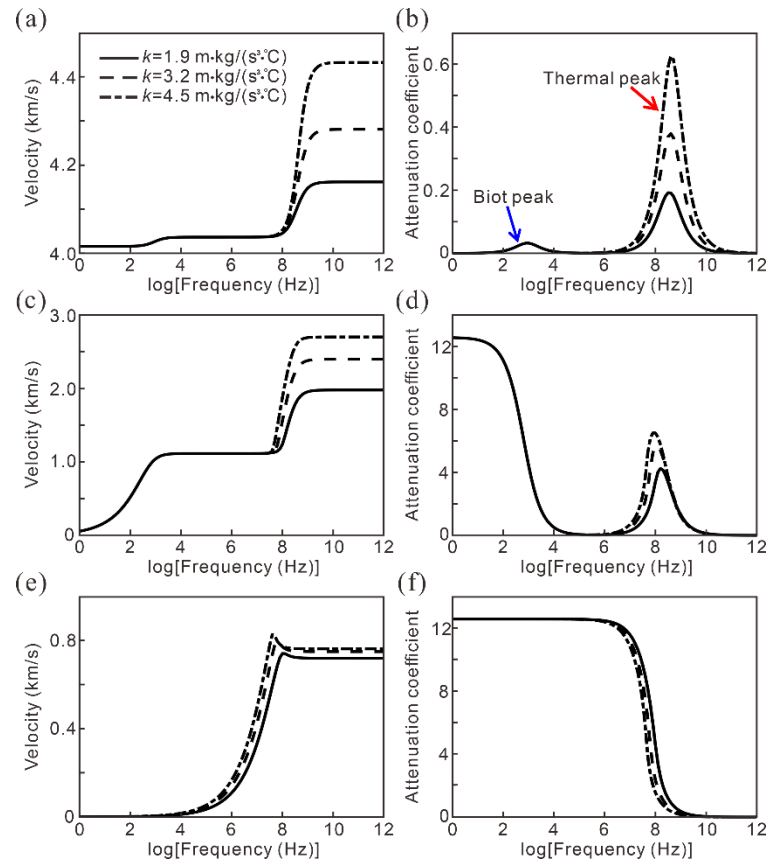 (a)
(b)
4.4
4.2
4.0
Velocity (km/s)
k=1.9 m·kg/(s³·℃)
k=3.2 m·kg/(s³·℃)
k=4.5 m·kg/(s³·℃)
0 2 4 6 8 10 12
log[Frequency (Hz)]
0.6
0.4
0.2
0
Attenuation coefficient
Thermal peak
Biot peak
0 2 4 6 8 10 12
log[Frequency (Hz)]
(c)
(d)
3.0
2.0
1.0
0
Velocity (km/s)
0 2 4 6 8 10 12
log[Frequency (Hz)]
12
8
4
0
Attenuation coefficient
0 2 4 6 8 10 12
log[Frequency (Hz)]
(e)
(f)
0.8
0.4
0
Velocity (km/s)
0 2 4 6 8 10 12
log[Frequency (Hz)]
12
8
4
0
Attenuation coefficient
0 2 4 6 8 10 12
log[Frequency (Hz)]